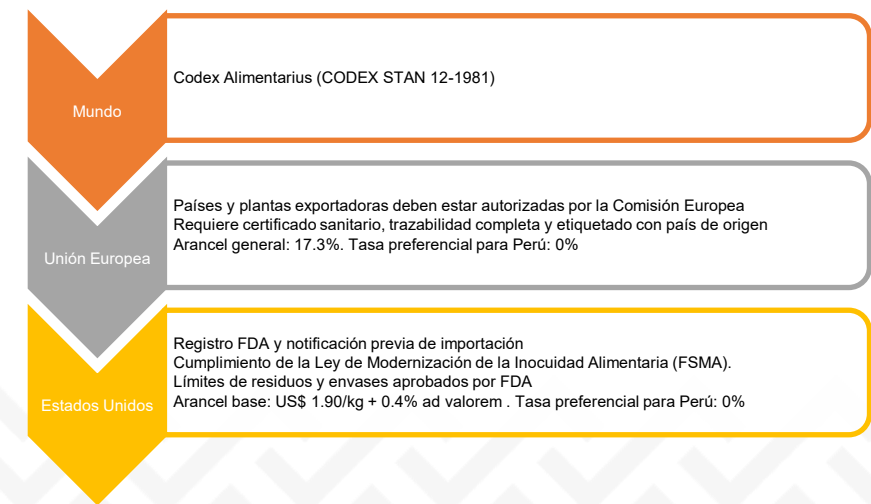 Mundo
Codex Alimentarius (CODEX STAN 12-1981)
Unión Europea
Países y plantas exportadoras deben estar autorizadas por la Comisión Europea
Requiere certificado sanitario, trazabilidad completa y etiquetado con país de origen
Arancel general: 17.3%. Tasa preferencial para Perú: 0%
Estados Unidos
Registro FDA y notificación previa de importación
Cumplimiento de la Ley de Modernización de la Inocuidad Alimentaria (FSMA).
Límites de residuos y envases aprobados por FDA
Arancel base: US$ 1.90/kg + 0.4% ad valorem . Tasa preferencial para Perú: 0%